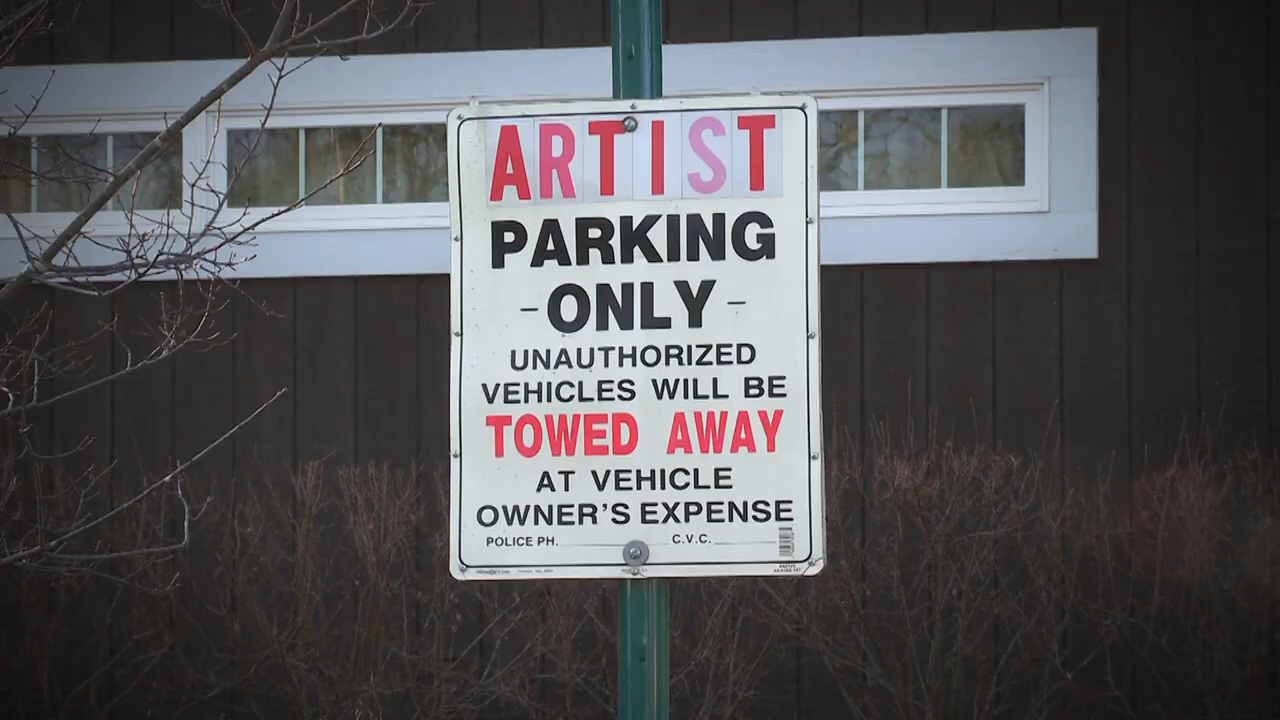 ARTIST
PARKING
-ONLY-
UNAUTHORIZED
VEHICLES WILL BE
TOWED AWAY
AT VEHICLE
OWNER'S EXPENSE
POLICE PH. C.V.C.